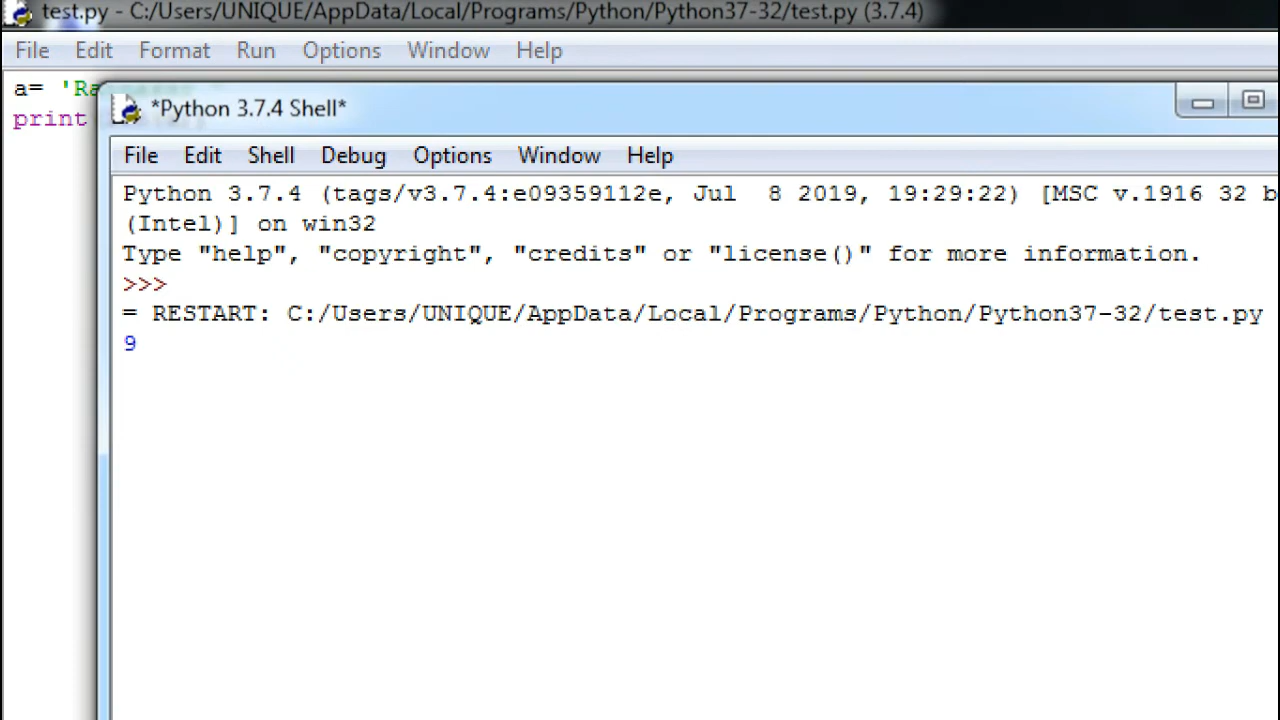 test.py - C:/Users/UNIQUE/AppData/Local/Programs/Python/Python37-32/test.py (3.7.4)
File Edit Format Run Options Window Help
a= 'Ra
print
*Python 3.7.4 Shell*
File Edit Shell Debug Options Window Help
Python 3.7.4 (tags/v3.7.4:e09359112e, Jul  8 2019, 19:29:22) [MSC v.1916 32 b
(Intel)] on win32
Type "help", "copyright", "credits" or "license()" for more information.
>>>
= RESTART: C:/Users/UNIQUE/AppData/Local/Programs/Python/Python37-32/test.py
9